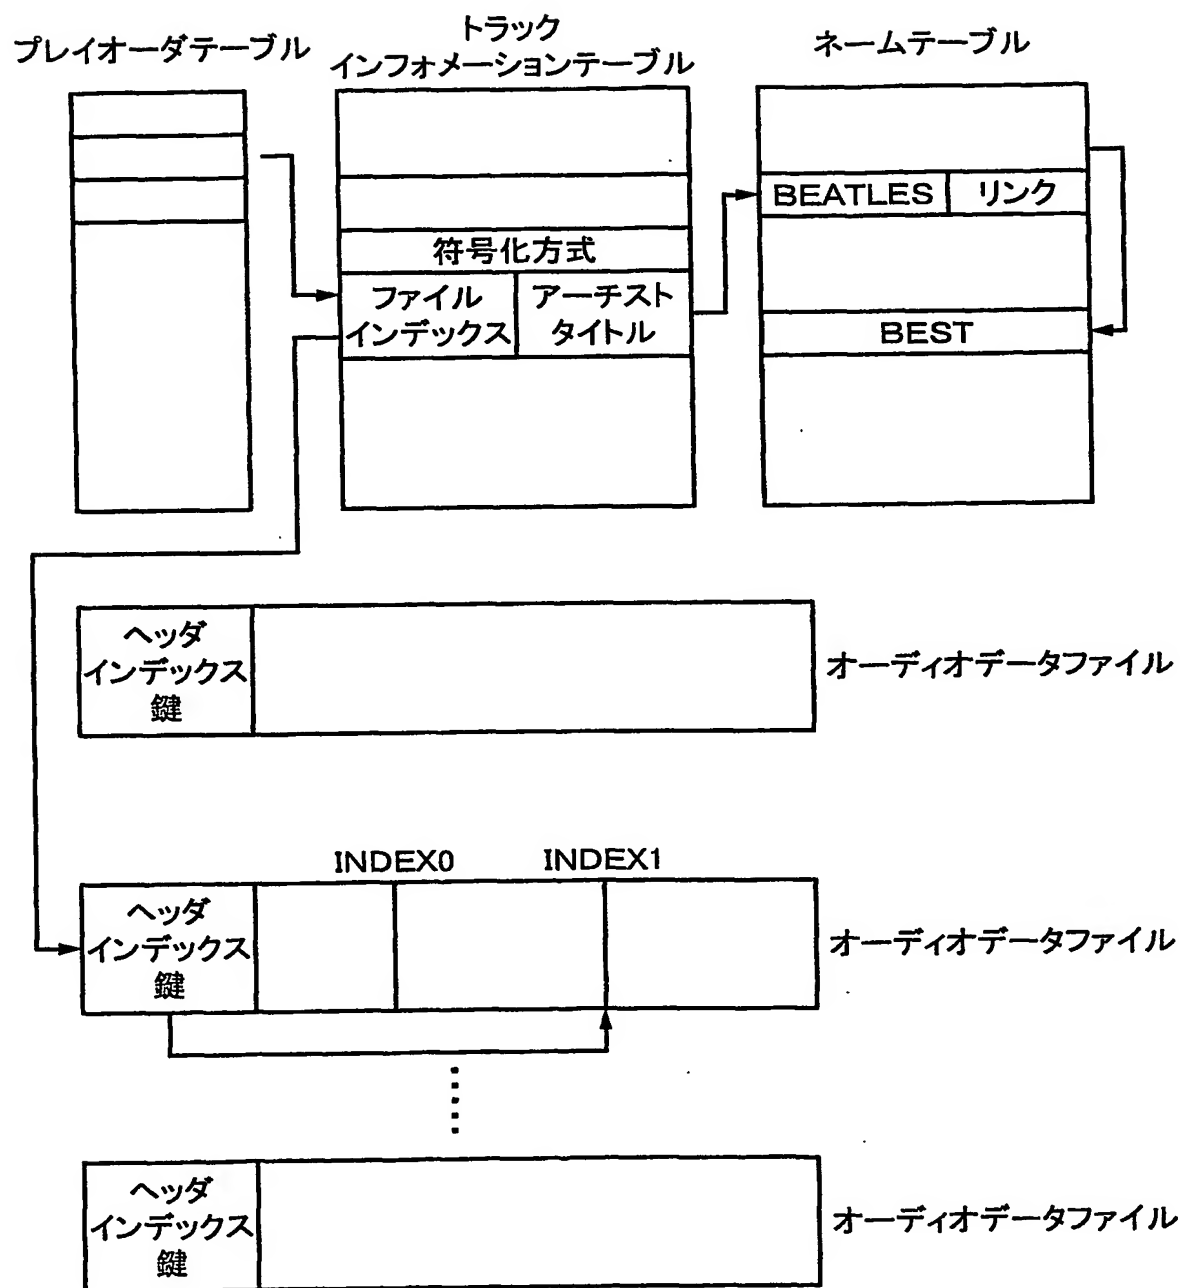 プレイオーダテーブル
トラック
インフォメーションテーブル
ネームテーブル
BEATLES
リンク
符号化方式
ファイル
インデックス
アーチスト
タイトル
BEST
ヘッダ
インデックス
鍵
オーディオデータファイル
INDEX0
INDEX1
ヘッダ
インデックス
鍵
オーディオデータファイル
ヘッダ
インデックス
鍵
オーディオデータファイル